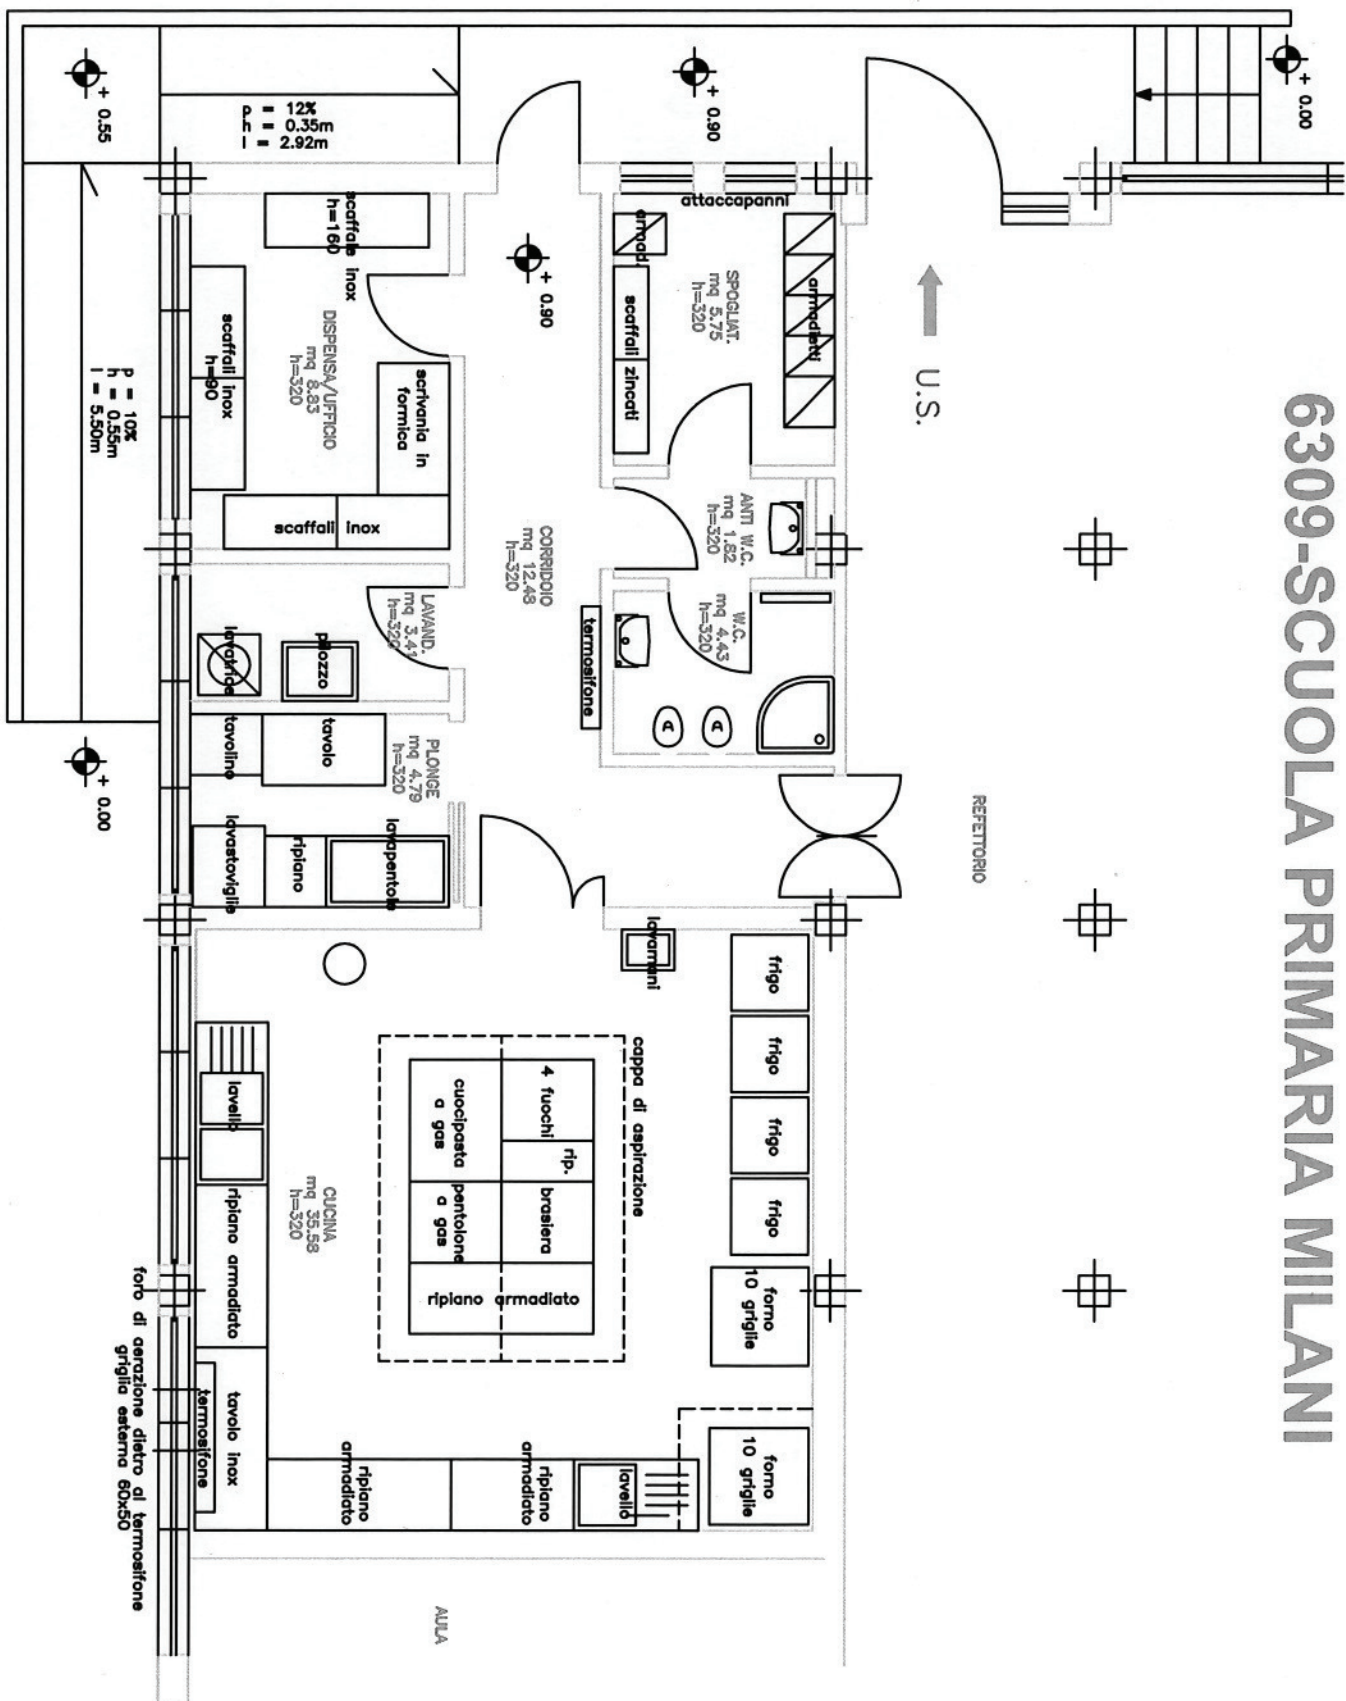 6309-SCUOLA PRIMARIA MILANI
+ 0.00
+ 0.90
+ 0.55
p = 12%
h = 0.35m
l = 2.92m
U.S.
REFETTORIO
attaccapanni
armad.
armadietti
SPOGLIAT.
mq 5.75
h=320
scaffali zincati
+ 0.90
ANTI W.C.
mq 1.82
h=320
W.C.
mq 4.43
h=320
termosifone
CORRIDOIO
mq 12.48
h=320
scaffale inox
h=160
DISPENSA/UFFICIO
mq 8.83
h=320
scrivania in
formica
scaffali inox
h=90
scaffali inox
p = 10%
h = 0.55m
l = 5.50m
LAVAND.
mq 3.41
h=320
pilozzo
lavatrice
PLONGE
mq 4.79
h=320
tavolo
tavolino
lavapentole
ripiano
lavastoviglie
+ 0.00
lavamani
frigo
frigo
frigo
frigo
forno
10 griglie
forno
10 griglie
cappa di aspirazione
4 fuochi
rip.
brasiera
cuocipasta
a gas
pentolone
a gas
ripiano armadiato
CUCINA
mq 35.58
h=320
lavello
ripiano armadiato
tavolo inox
termosifone
ripiano
armadiato
ripiano
armadiato
lavello
foro di aerazione dietro al termosifone
griglia esterna 60x50
AULA